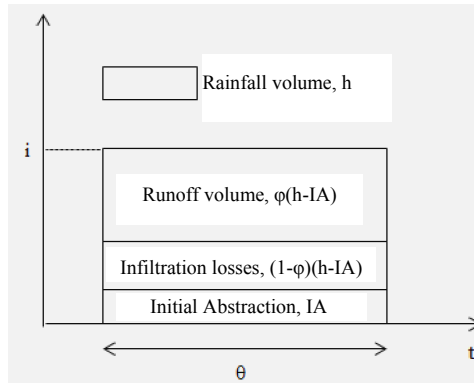 Rainfall volume, h
i
Runoff volume, φ(h-IA)
Infiltration losses, (1-φ)(h-IA)
Initial Abstraction, IA
t
θ